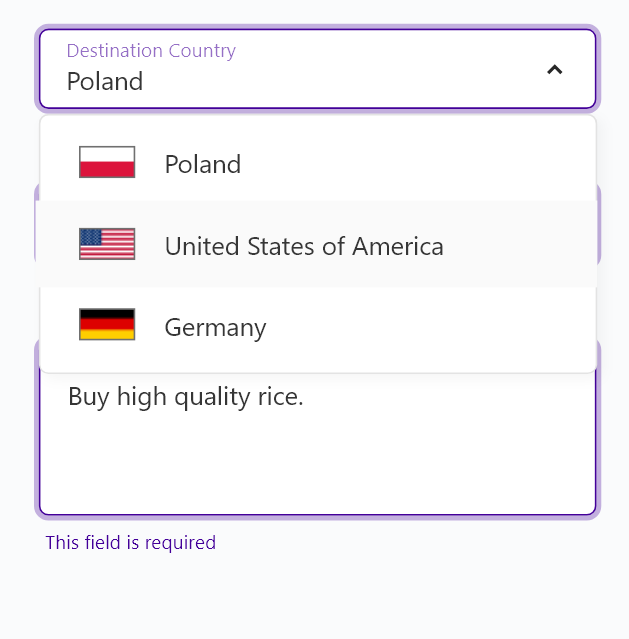 Destination Country
Poland
Poland
United States of America
Germany
Buy high quality rice.
This field is required